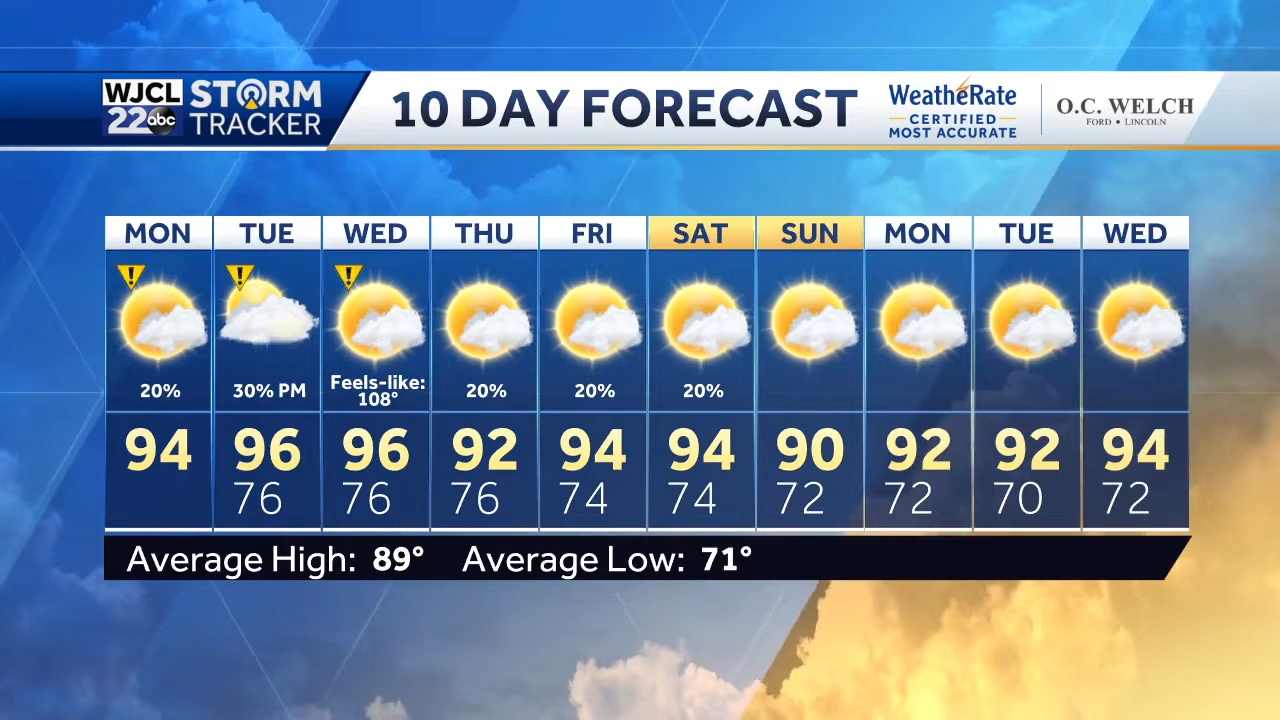 WJCL
22 abc
STORM
TRACKER
10 DAY FORECAST
WeatheRate
CERTIFIED
MOST ACCURATE
O.C. WELCH
FORD • LINCOLN
MON TUE WED THU FRI SAT SUN MON TUE WED
! ! !
20% 30% PM Feels-like: 108° 20% 20% 20%
94 96 96 92 94 94 90 92 92 94
76 76 76 74 74 72 72 70 72
Average High: 89° Average Low: 71°